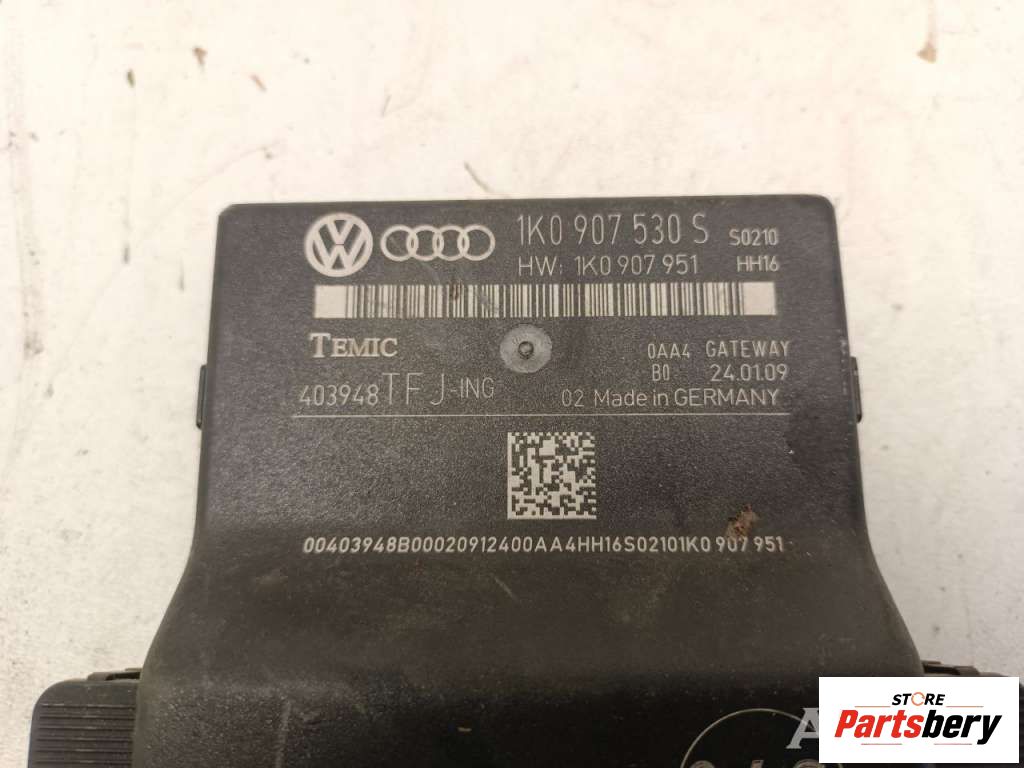 1K0 907 530 S S0210
HW: 1K0 907 951 HH16
TEMIC
0AA4 GATEWAY
B0 24.01.09
403948TFJ-ING
02 Made in GERMANY
00403948B00020912400AA4HH16S02101K0 907 951
STORE
Partsbery